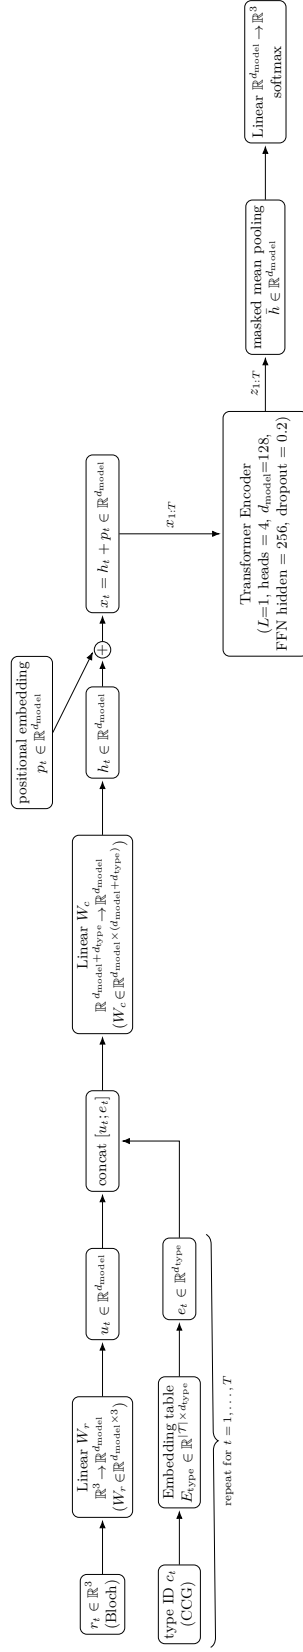 r_t ∈ ℝ^3
(Bloch)
Linear W_r
ℝ^3 → ℝ^{d_model}
(W_r ∈ ℝ^{d_model × 3})
u_t ∈ ℝ^{d_model}
type ID c_t
(CCG)
Embedding table
E_type ∈ ℝ^{|𝒯| × d_type}
e_t ∈ ℝ^{d_type}
repeat for t = 1, . . . , T
concat [u_t; e_t]
Linear W_c
ℝ^{d_model + d_type} → ℝ^{d_model}
(W_c ∈ ℝ^{d_model × (d_model + d_type)})
h_t ∈ ℝ^{d_model}
positional embedding
p_t ∈ ℝ^{d_model}
+
x_t = h_t + p_t ∈ ℝ^{d_model}
x_{1:T}
Transformer Encoder
(L=1, heads = 4, d_model=128,
FFN hidden = 256, dropout = 0.2)
z_{1:T}
masked mean pooling
h̄ ∈ ℝ^{d_model}
Linear ℝ^{d_model} → ℝ^3
softmax